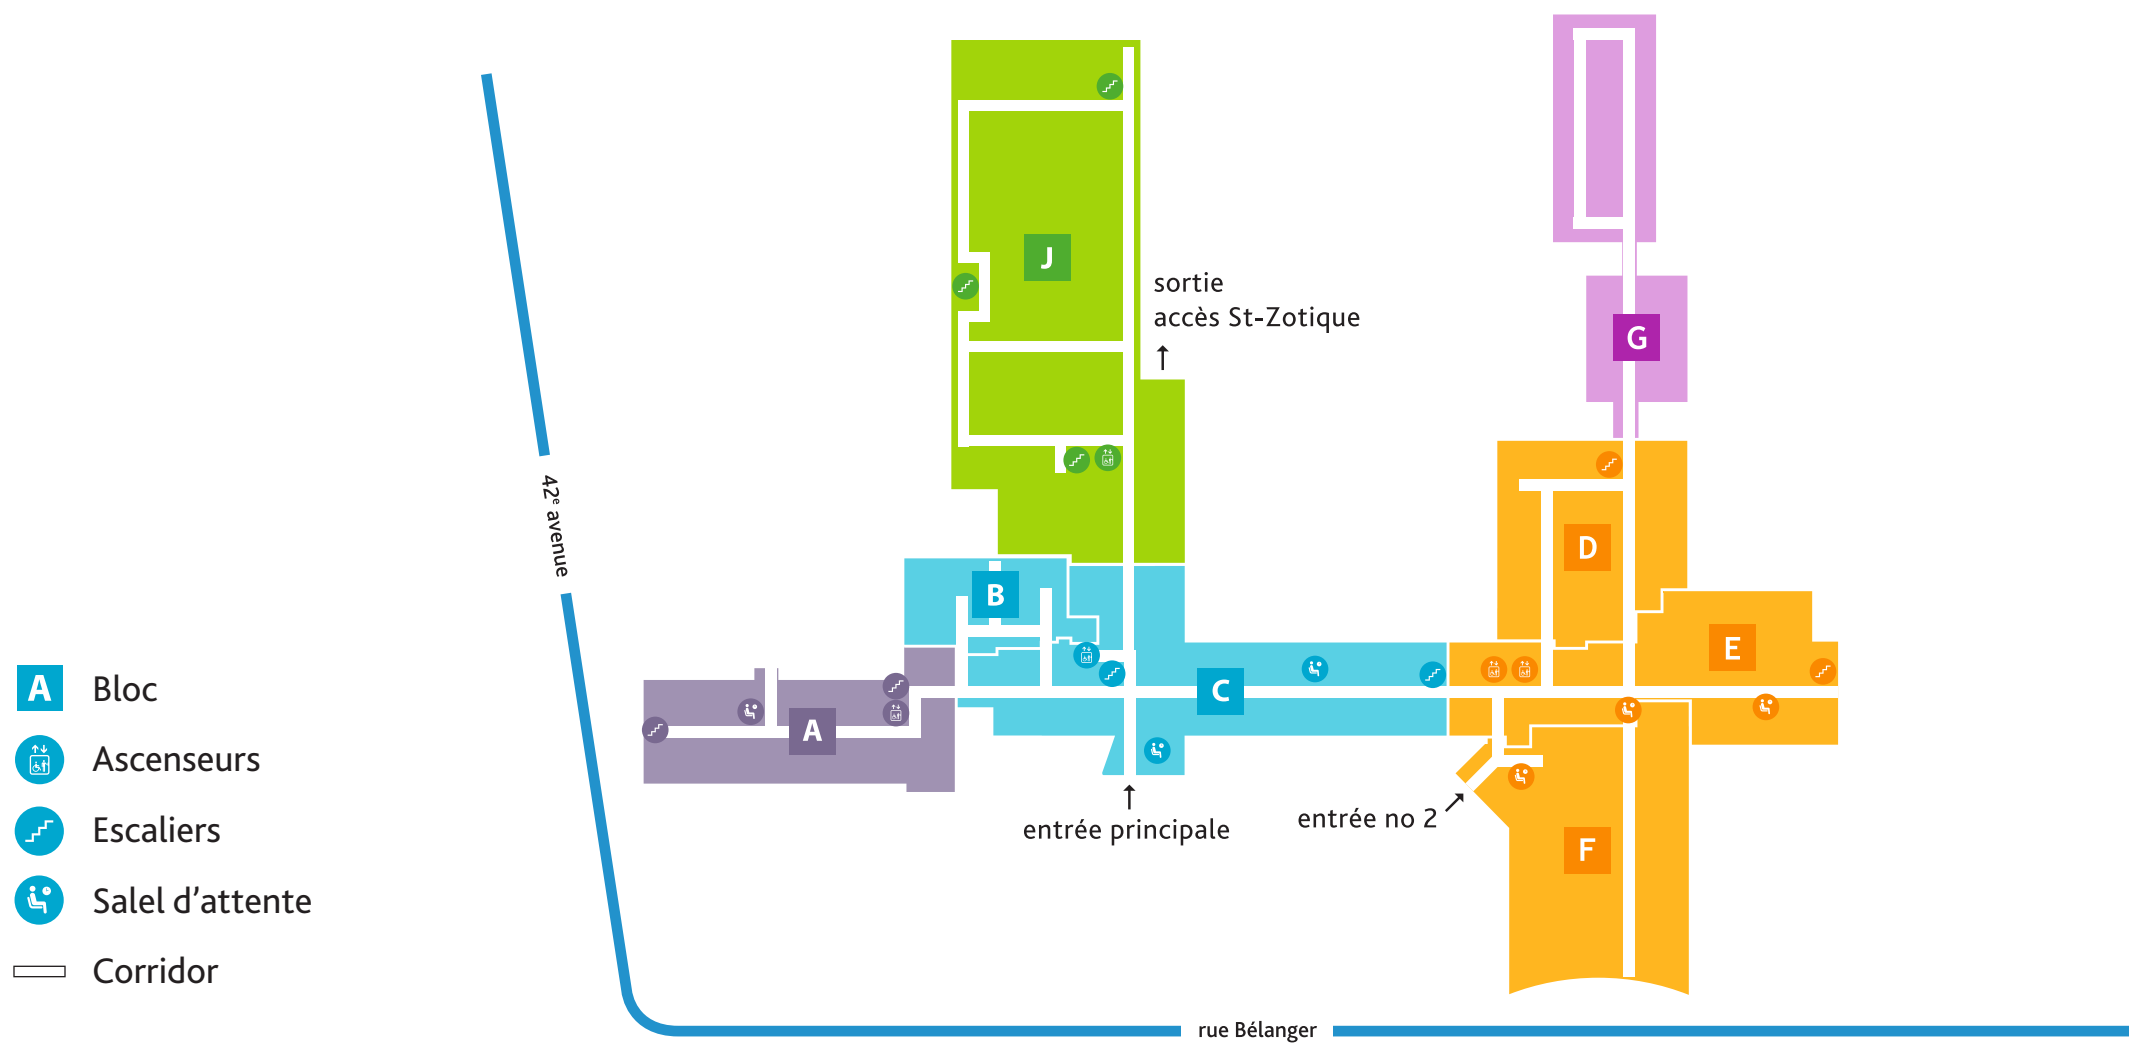 J
sortie
accès St-Zotique
G
42e avenue
D
B
E
C
A
entrée principale
entrée no 2
F
A Bloc
Ascenseurs
Escaliers
Salel d'attente
Corridor
rue Bélanger